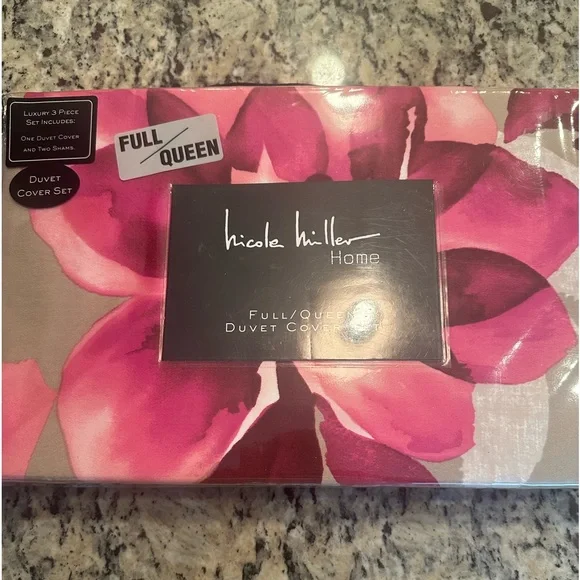 LUXURY 3 PIECE
SET INCLUDES:
ONE DUVET COVER
AND TWO SHAMS.
DUVET
COVER SET
FULL/
QUEEN
Nicole Miller
Home
FULL/QUEEN
DUVET COVER SET